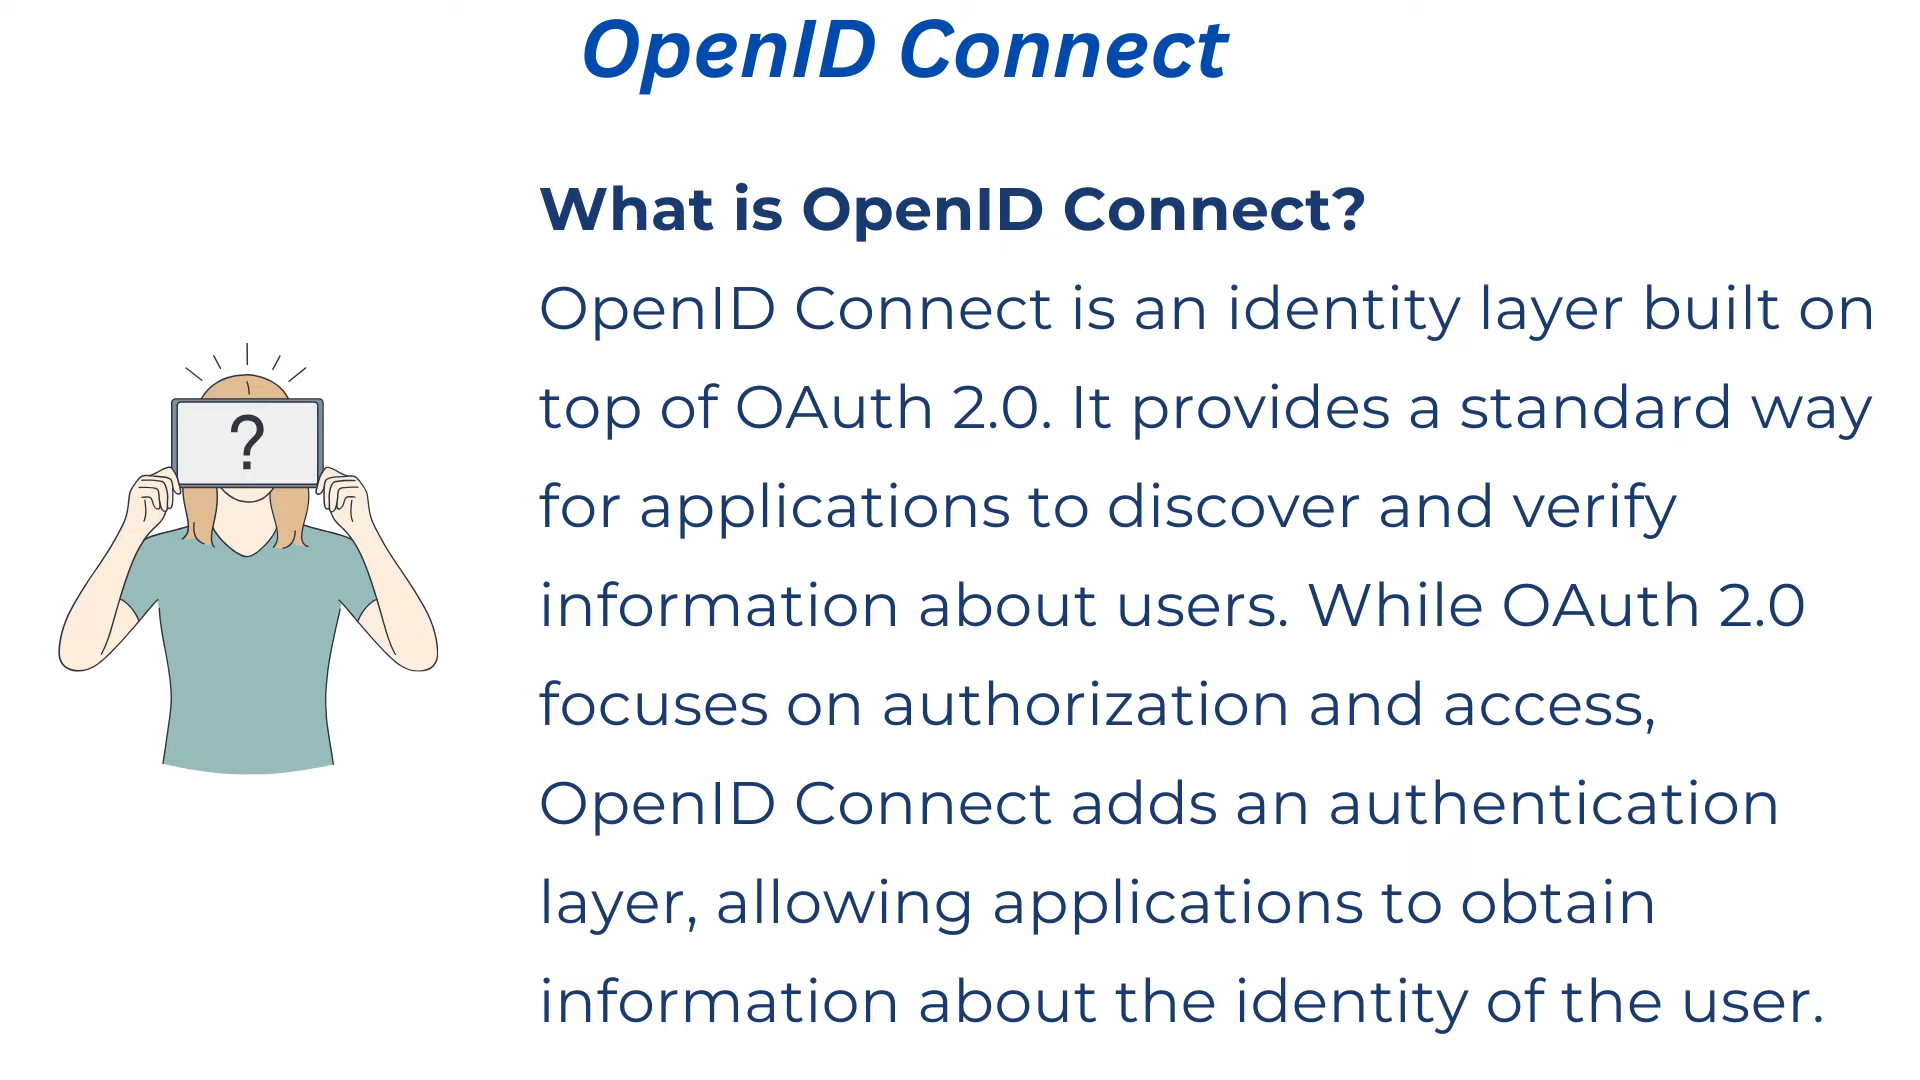 OpenID Connect
What is OpenID Connect?
OpenID Connect is an identity layer built on
top of OAuth 2.0. It provides a standard way
for applications to discover and verify
information about users. While OAuth 2.0
focuses on authorization and access,
OpenID Connect adds an authentication
layer, allowing applications to obtain
information about the identity of the user.
?